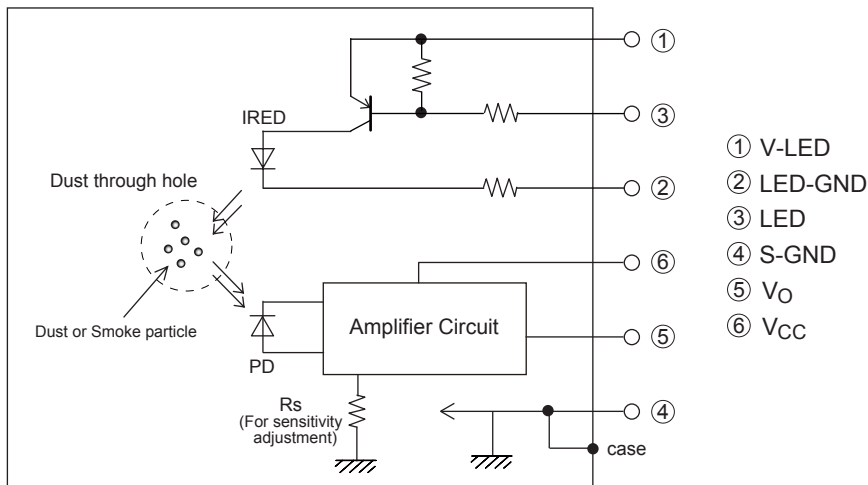 ①
IRED
③
① V-LED
Dust through hole
②
② LED-GND
③ LED
④ S-GND
⑥
⑤ VO
Amplifier Circuit
⑥ VCC
Dust or Smoke particle
⑤
PD
Rs
(For sensitivity
adjustment)
④
case